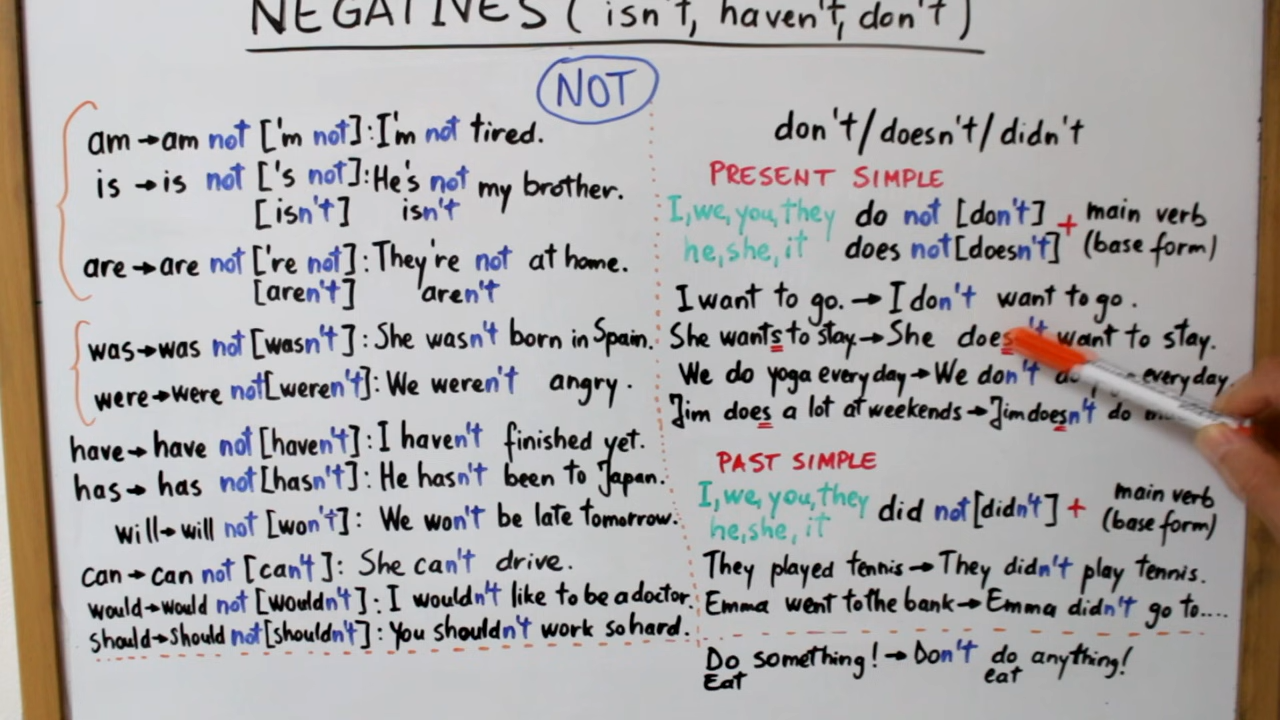 NEGATIVES (isn't, haven't, don't)
NOT
am→am not ['m not]: I'm not tired.
is →is not ['s not]: He's not my brother.
[isn't] isn't
are→are not ['re not]: They're not at home.
[aren't] aren't
was→was not [wasn't]: She wasn't born in Spain.
were→were not [weren't]: We weren't angry.
have→have not [haven't]: I haven't finished yet.
has→ has not [hasn't]: He hasn't been to Japan.
will→will not [won't]: We won't be late tomorrow.
can→ can not [can't]: She can't drive.
would→would not [wouldn't]: I wouldn't like to be a doctor.
should→should not [shouldn't]: You shouldn't work so hard.
don't/doesn't/didn't
PRESENT SIMPLE
I, we, you, they do not [don't] + main verb
he, she, it does not [doesn't] (base form)
I want to go. → I don't want to go.
She wants to stay→She does 't want to stay.
We do yoga every day→We don't every day.
Jim does a lot at weekends→Jim doesn't do
PAST SIMPLE
I, we, you, they did not [didn't] + main verb
he, she, it (base form)
They played tennis→They didn't play tennis.
Emma went to the bank→Emma didn't go to....
Do something!→Don't do anything!
Eat eat